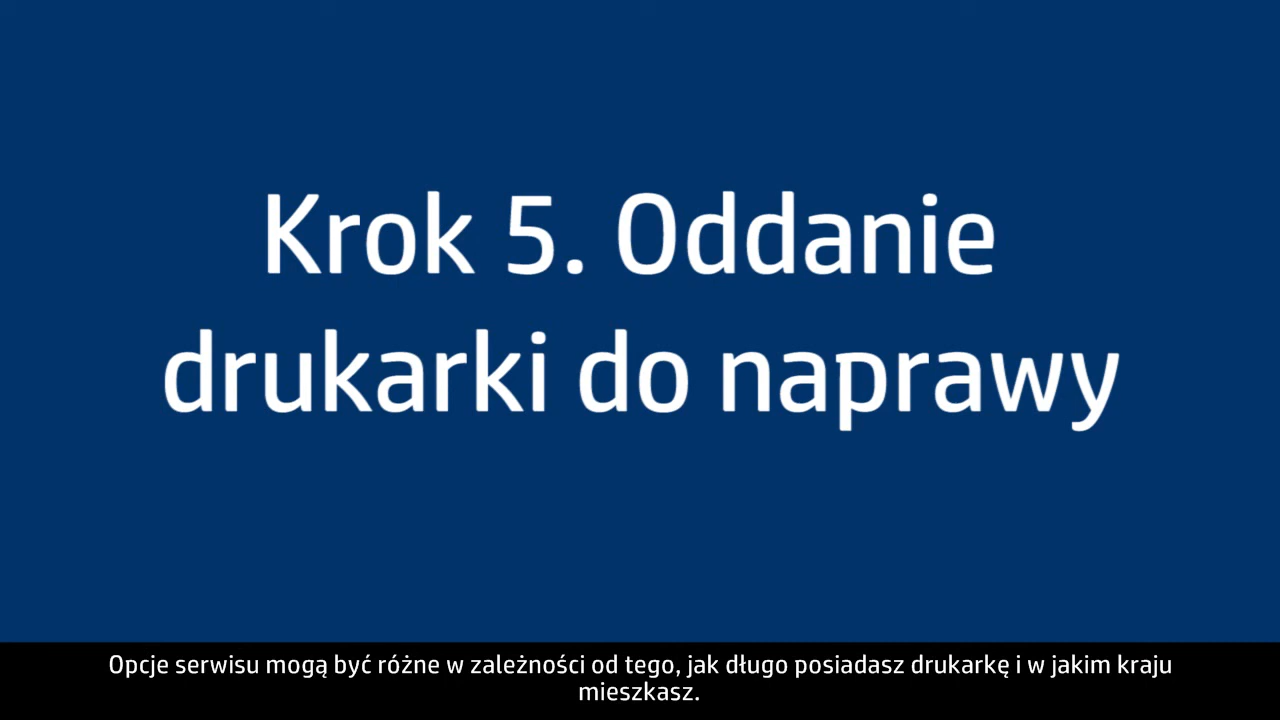 Krok 5. Oddanie
drukarki do naprawy
Opcje serwisu mogą być różne w zależności od tego, jak długo posiadasz drukarkę i w jakim kraju
mieszkasz.